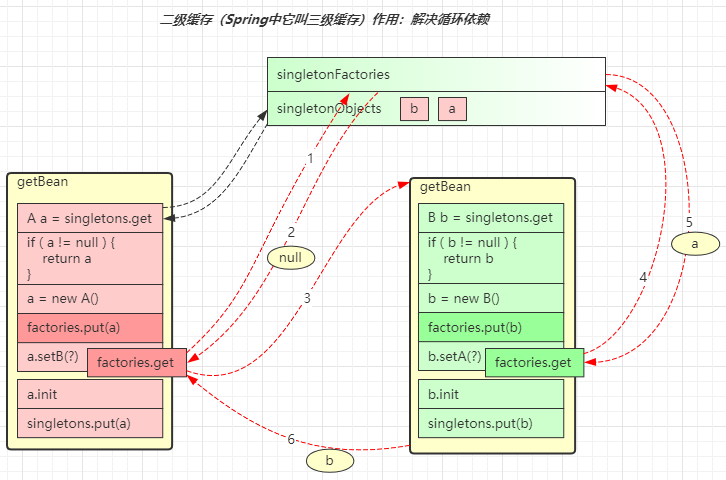 二级缓存（Spring中它叫三级缓存）作用：解决循环依赖
singletonFactories
singletonObjects
b
a
getBean
A a = singletons.get
if ( a != null ) {
return a
}
a = new A()
factories.put(a)
a.setB(?)
factories.get
a.init
singletons.put(a)
1
2
null
3
getBean
B b = singletons.get
if ( b != null ) {
return b
}
b = new B()
factories.put(b)
b.setA(?)
factories.get
b.init
singletons.put(b)
4
5
a
6
b